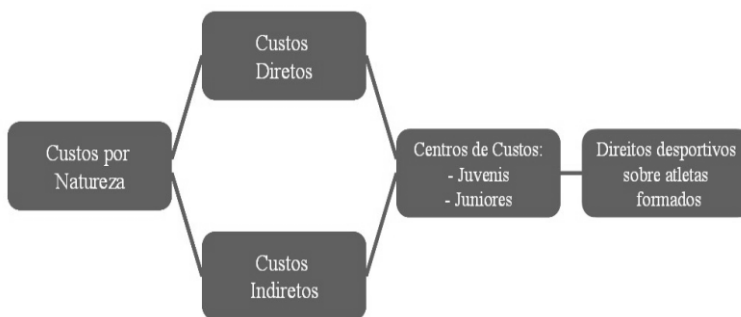 Custos
Diretos
Custos por
Natureza
Centros de Custos:
- Juvenis
- Juniores
Direitos desportivos
sobre atletas
formados
Custos
Indiretos